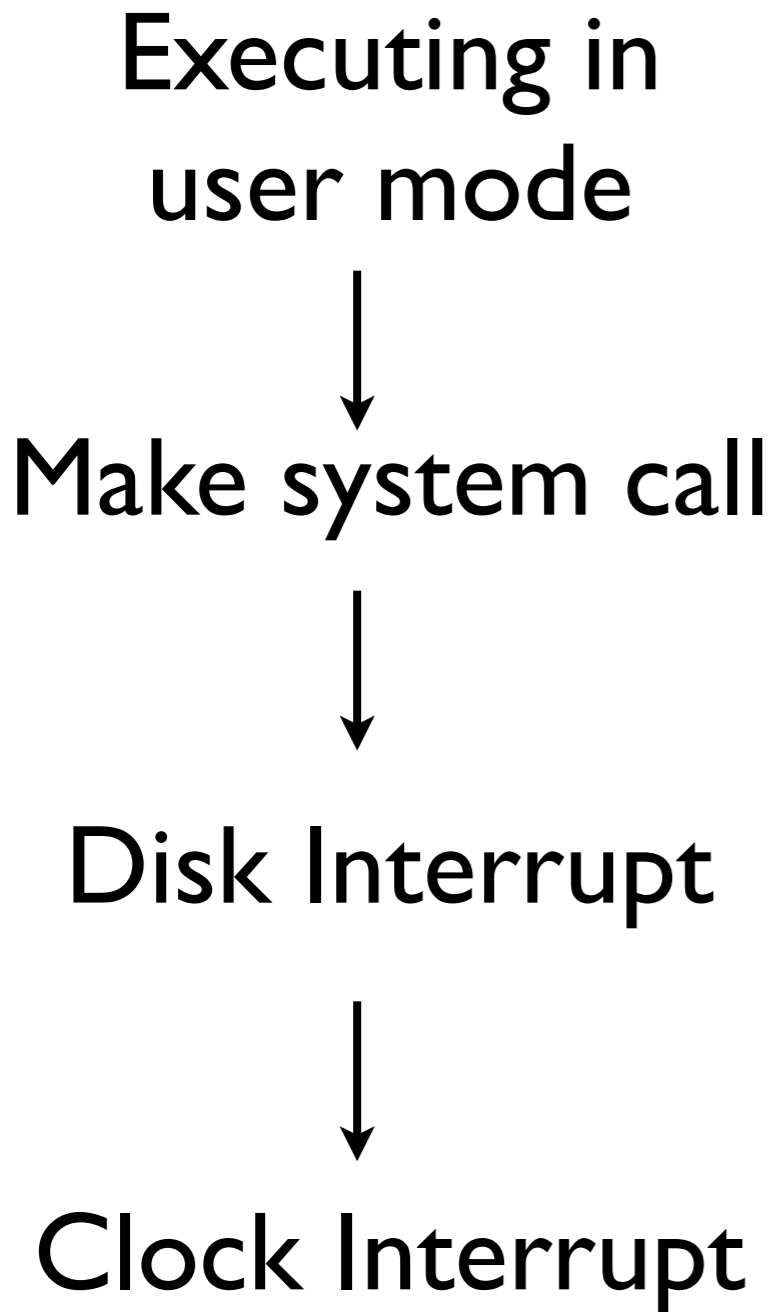 Executing in
user mode
Make system call
Disk Interrupt
Clock Interrupt